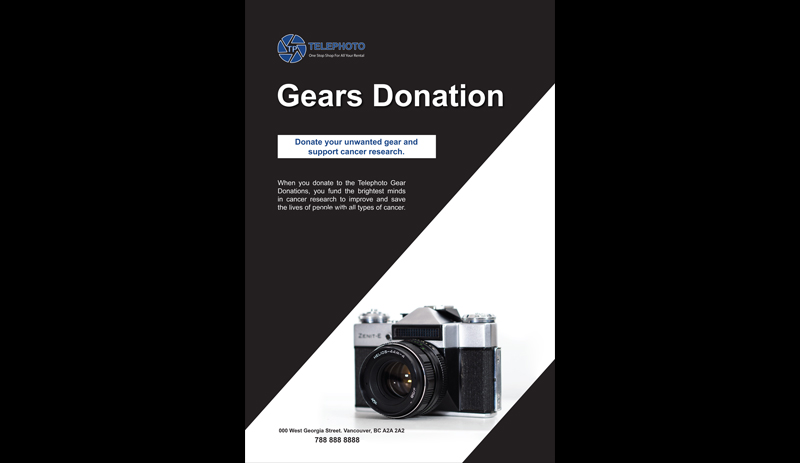 TP
TELEPHOTO
One Stop Shop For All Your Rental
Gears Donation
Donate your unwanted gear and
support cancer research.
When you donate to the Telephoto Gear
Donations, you fund the brightest minds
in cancer research to improve and save
the lives of people with all types of cancer.
ZENIT-E
000 West Georgia Street. Vancouver, BC A2A 2A2
788 888 8888